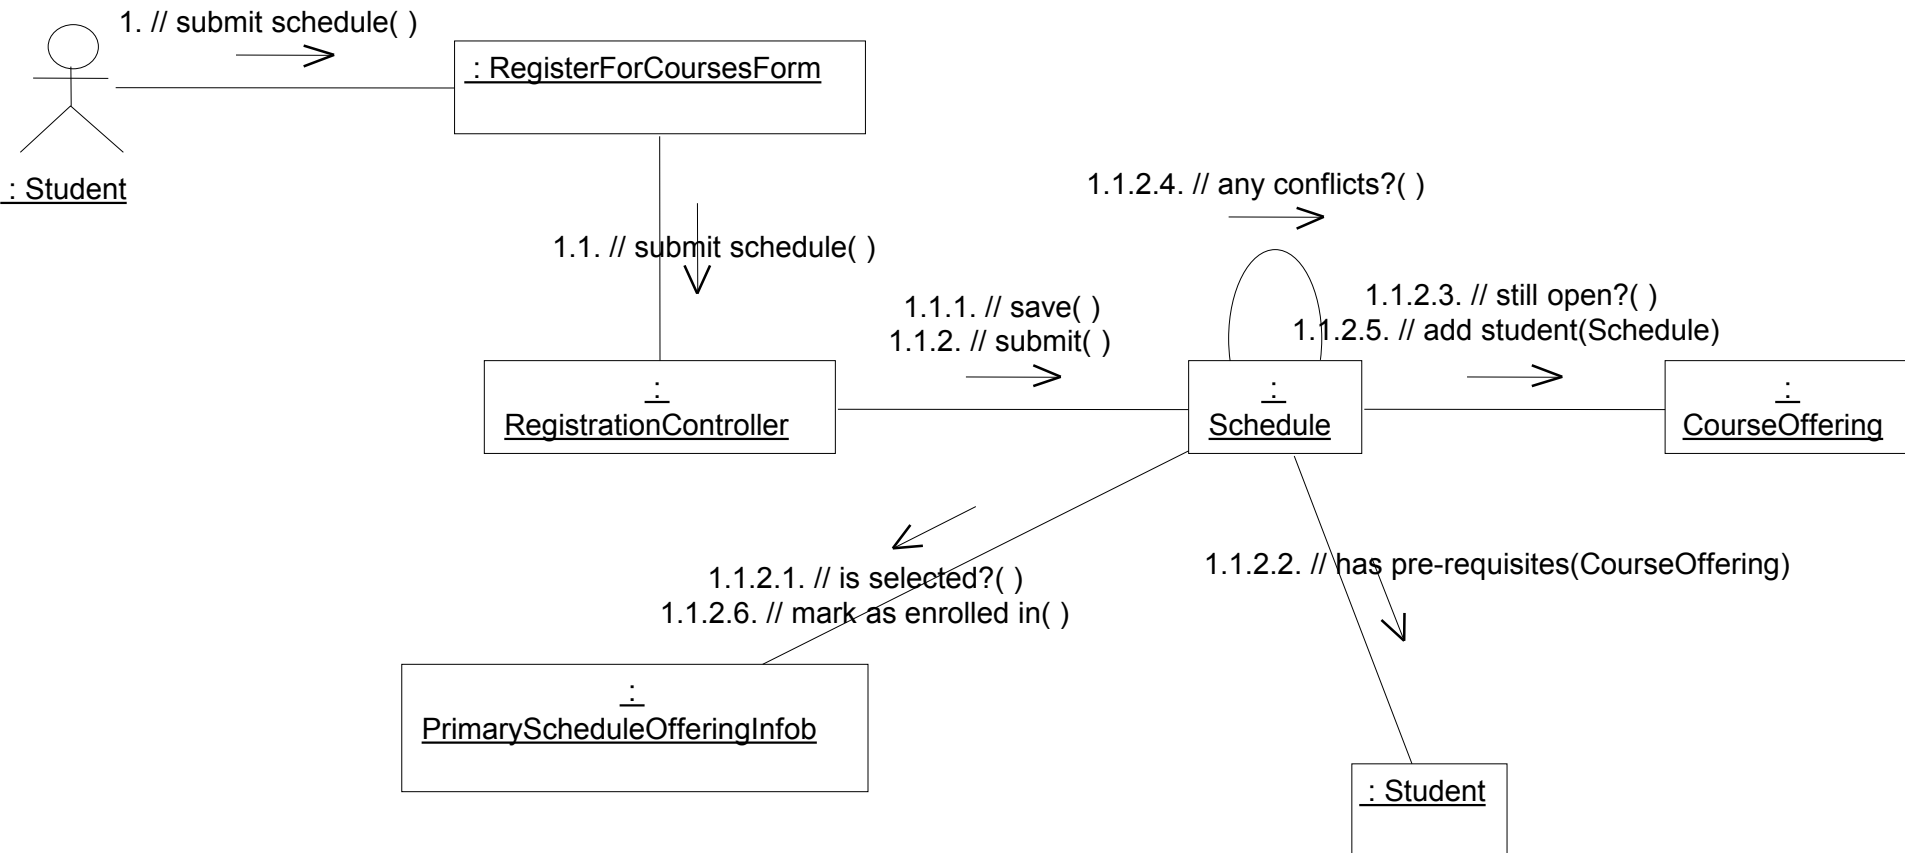 1. // submit schedule( )
: RegisterForCoursesForm
: Student
1.1.2.4. // any conflicts?( )
1.1. // submit schedule( )
1.1.1. // save( )
1.1.2. // submit( )
1.1.2.3. // still open?( )
1.1.2.5. // add student(Schedule)
:
RegistrationController
:
Schedule
:
CourseOffering
1.1.2.1. // is selected?( )
1.1.2.6. // mark as enrolled in( )
1.1.2.2. // has pre-requisites(CourseOffering)
:
PrimaryScheduleOfferingInfob
: Student